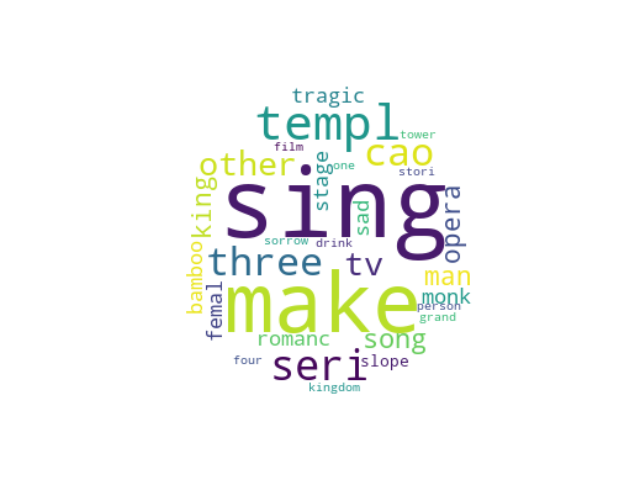 tragic
templ
tower
film
cao
other
stage
one
stori
king
sing
sad
opera
sorrow
drink
three
tv
bamboo
man
femal
make
monk
person
grand
romanc
song
four
seri
slope
kingdom